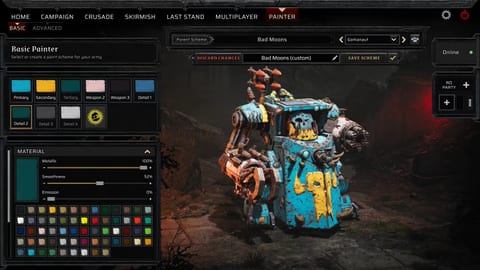 HOME CAMPAIGN CRUSADE SKIRMISH LAST STAND MULTIPLAYER PAINTER
BASIC ADVANCED
Basic Painter
Select or create a paint scheme for your army
Parent Scheme Bad Moons Gorkanaut
DISCARD CHANGES Bad Moons (custom) SAVE SCHEME
Online
NO PARTY
Primary Secondary Tertiary Weapon 2 Weapon 3 Detail 1
Detail 2 Detail 3 Detail 4
MATERIAL
Metallic 100%
Smoothness 52%
Emission 0%